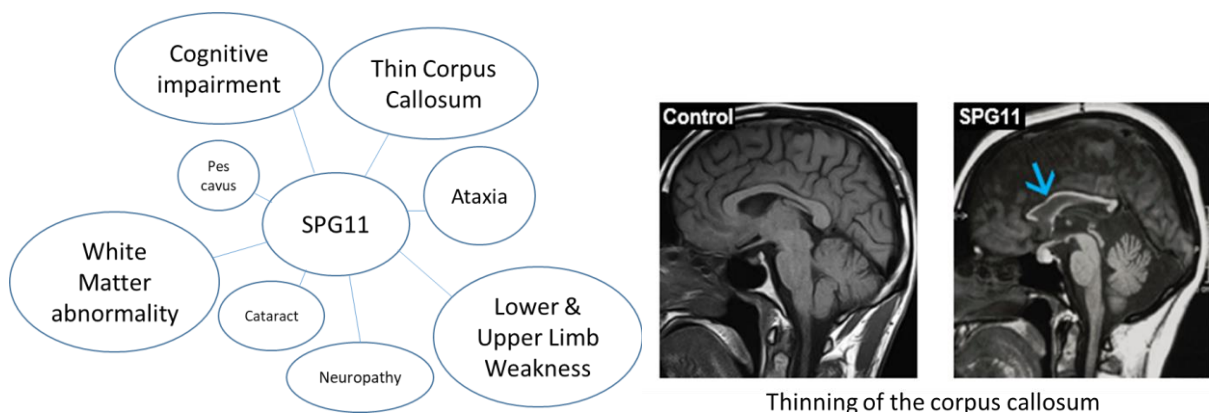 Cognitive
impairment
Thin Corpus
Callosum
Pes
cavus
Ataxia
SPG11
White
Matter
abnormality
Cataract
Lower &
Upper Limb
Weakness
Neuropathy
Control
SPG11
Thinning of the corpus callosum